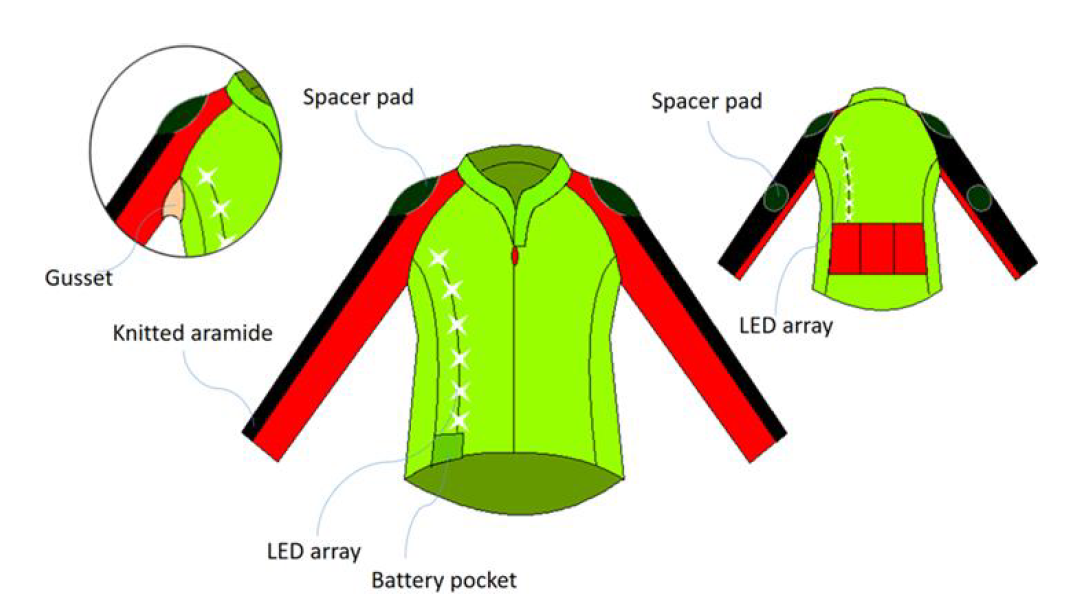 Spacer pad
Spacer pad
Gusset
Knitted aramide
LED array
LED array
Battery pocket